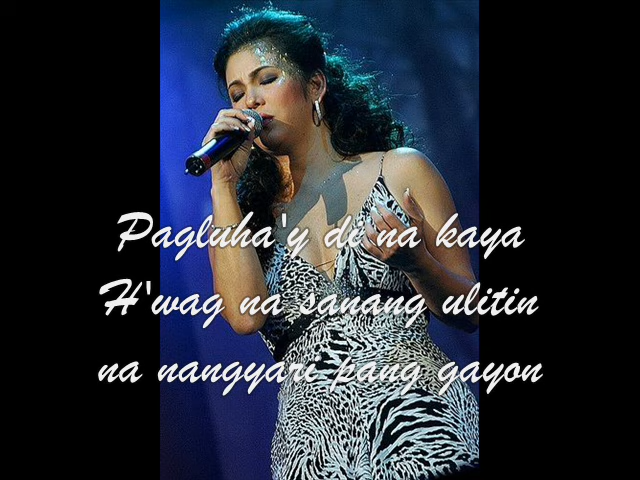 Pagluha'y di na kaya
H'wag na sanang ulitin
na nangyari pang gayon